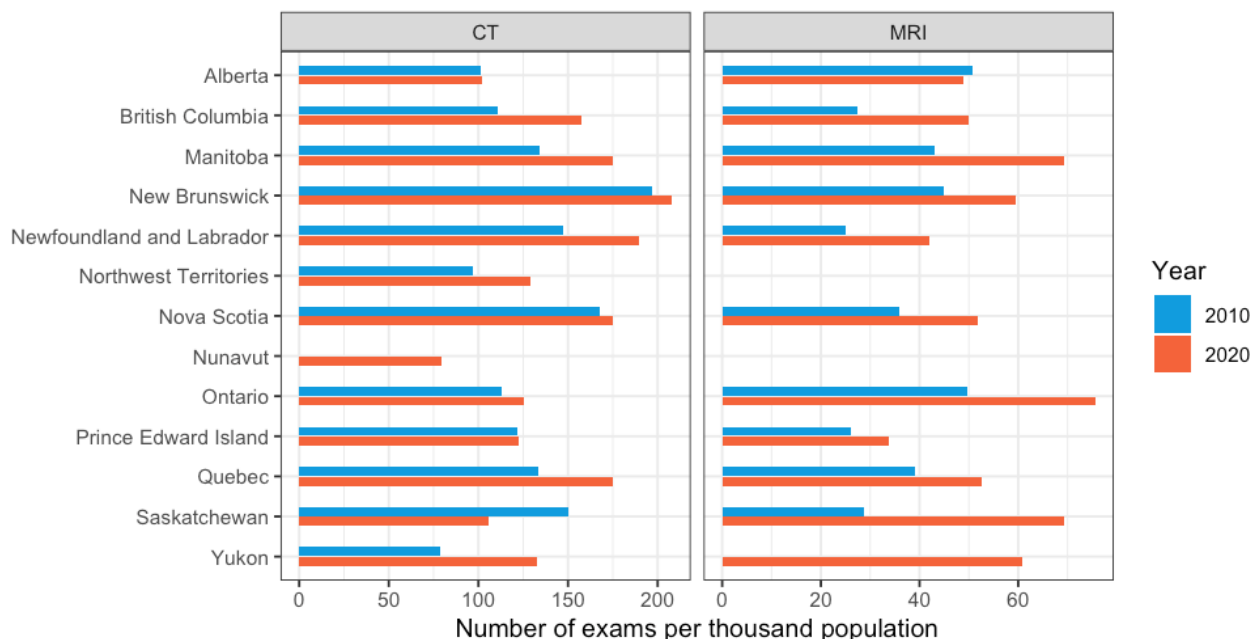 CT
MRI
Alberta
British Columbia
Manitoba
New Brunswick
Newfoundland and Labrador
Northwest Territories
Nova Scotia
Nunavut
Ontario
Prince Edward Island
Quebec
Saskatchewan
Yukon
0 50 100 150 200
0 20 40 60
Number of exams per thousand population
Year
2010
2020